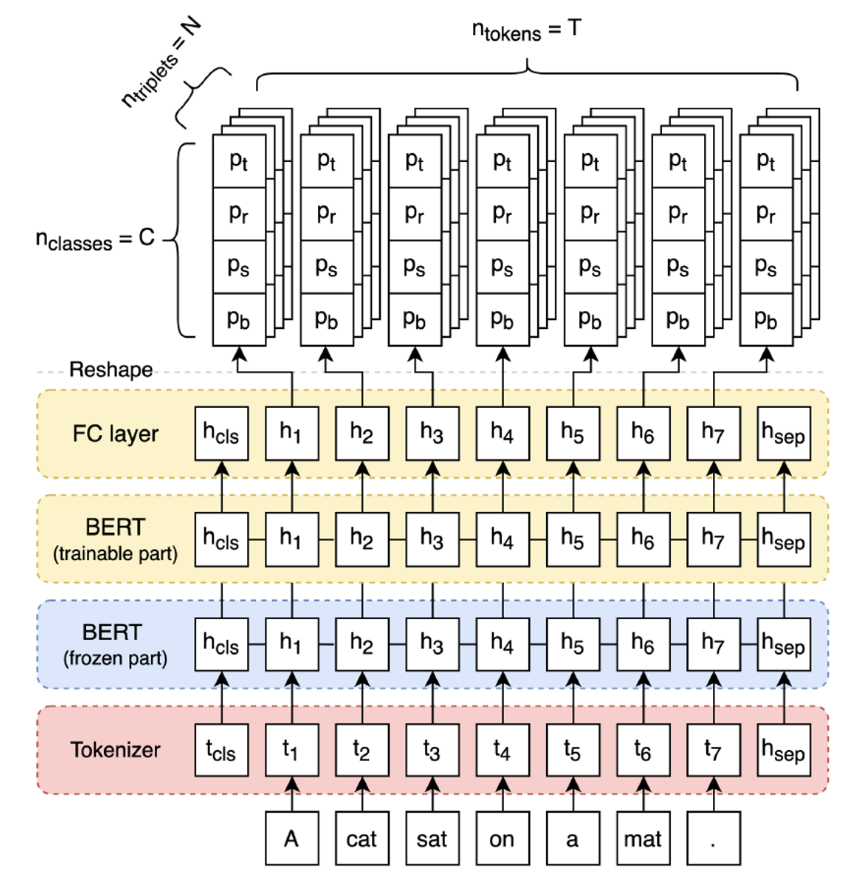 n_triplets = N
n_tokens = T
n_classes = C
p_t p_t p_t p_t p_t p_t p_t
p_r p_r p_r p_r p_r p_r p_r
p_s p_s p_s p_s p_s p_s p_s
p_b p_b p_b p_b p_b p_b p_b
Reshape
FC layer h_cls h_1 h_2 h_3 h_4 h_5 h_6 h_7 h_sep
BERT
(trainable part) h_cls h_1 h_2 h_3 h_4 h_5 h_6 h_7 h_sep
BERT
(frozen part) h_cls h_1 h_2 h_3 h_4 h_5 h_6 h_7 h_sep
Tokenizer t_cls t_1 t_2 t_3 t_4 t_5 t_6 t_7 h_sep
A cat sat on a mat .